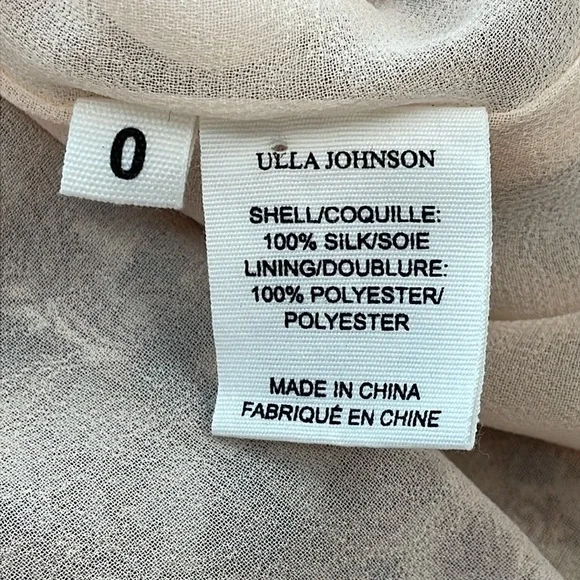 0
ULLA JOHNSON
SHELL/COQUILLE:
100% SILK/SOIE
LINING/DOUBLURE:
100% POLYESTER/
POLYESTER
MADE IN CHINA
FABRIQUÉ EN CHINE